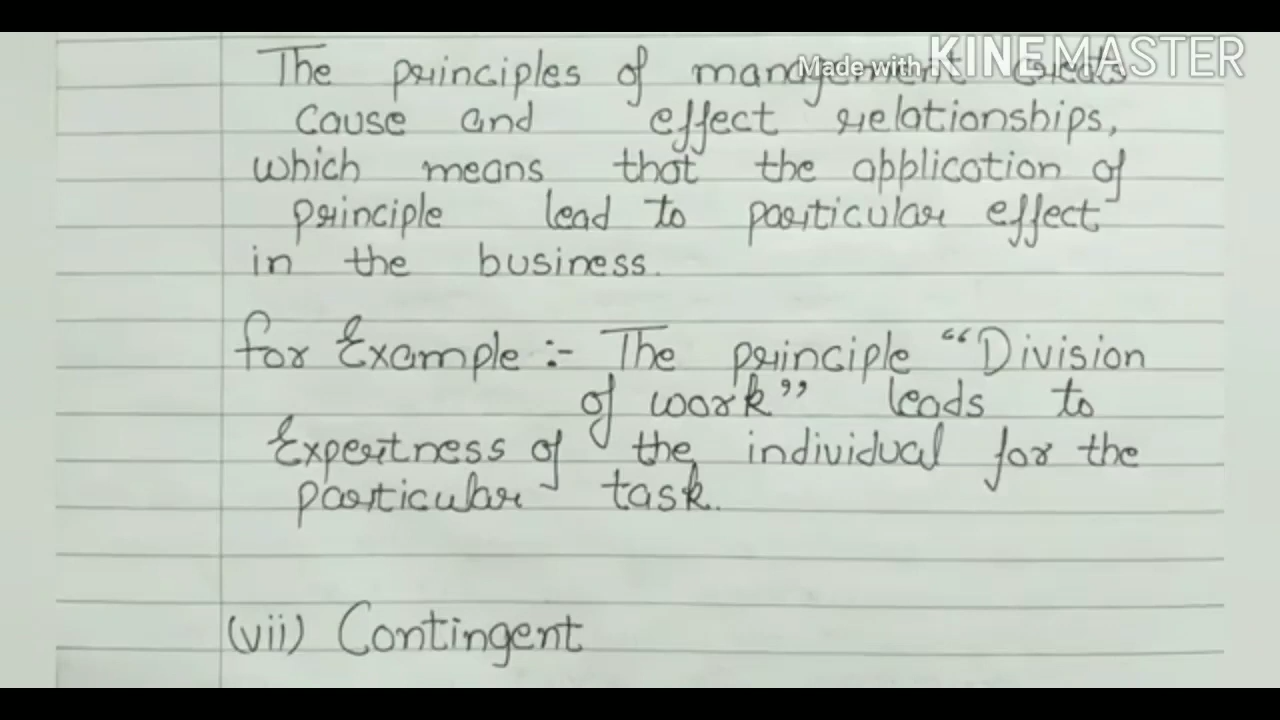 Made with KINEMASTER
The principles of management
cause and effect relationships,
which means that the application of
principle lead to particular effect
in the business.
for Example :- The principle “Division
of work” leads to
Expertness of the individual for the
particular task.
(vii) Contingent